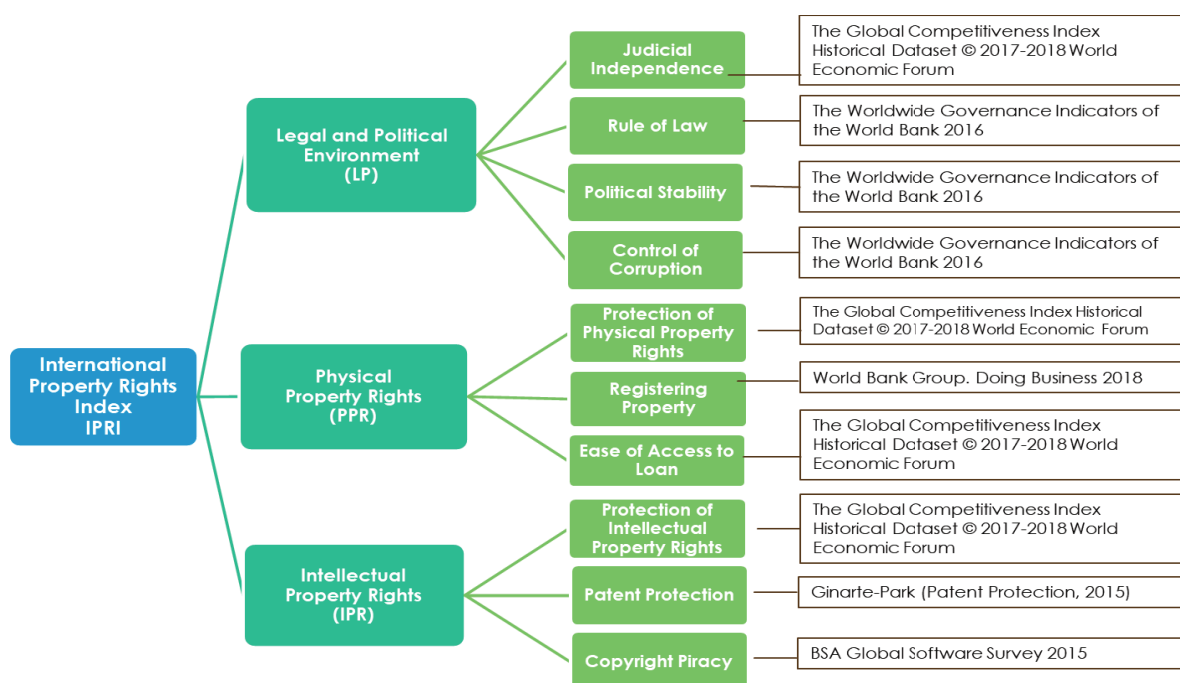 International
Property Rights
Index
IPRI
Legal and Political
Environment
(LP)
Judicial
Independence
The Global Competitiveness Index
Historical Dataset © 2017-2018 World
Economic Forum
Rule of Law
The Worldwide Governance Indicators of
the World Bank 2016
Political Stability
The Worldwide Governance Indicators of
the World Bank 2016
Control of
Corruption
The Worldwide Governance Indicators of
the World Bank 2016
Physical
Property Rights
(PPR)
Protection of
Physical Property
Rights
The Global Competitiveness Index Historical
Dataset © 2017-2018 World Economic Forum
Registering
Property
World Bank Group. Doing Business 2018
Ease of Access to
Loan
The Global Competitiveness Index
Historical Dataset © 2017-2018 World
Economic Forum
Intellectual
Property Rights
(IPR)
Protection of
Intellectual
Property Rights
The Global Competitiveness Index
Historical Dataset © 2017-2018 World
Economic Forum
Patent Protection
Ginarte-Park (Patent Protection, 2015)
Copyright Piracy
BSA Global Software Survey 2015